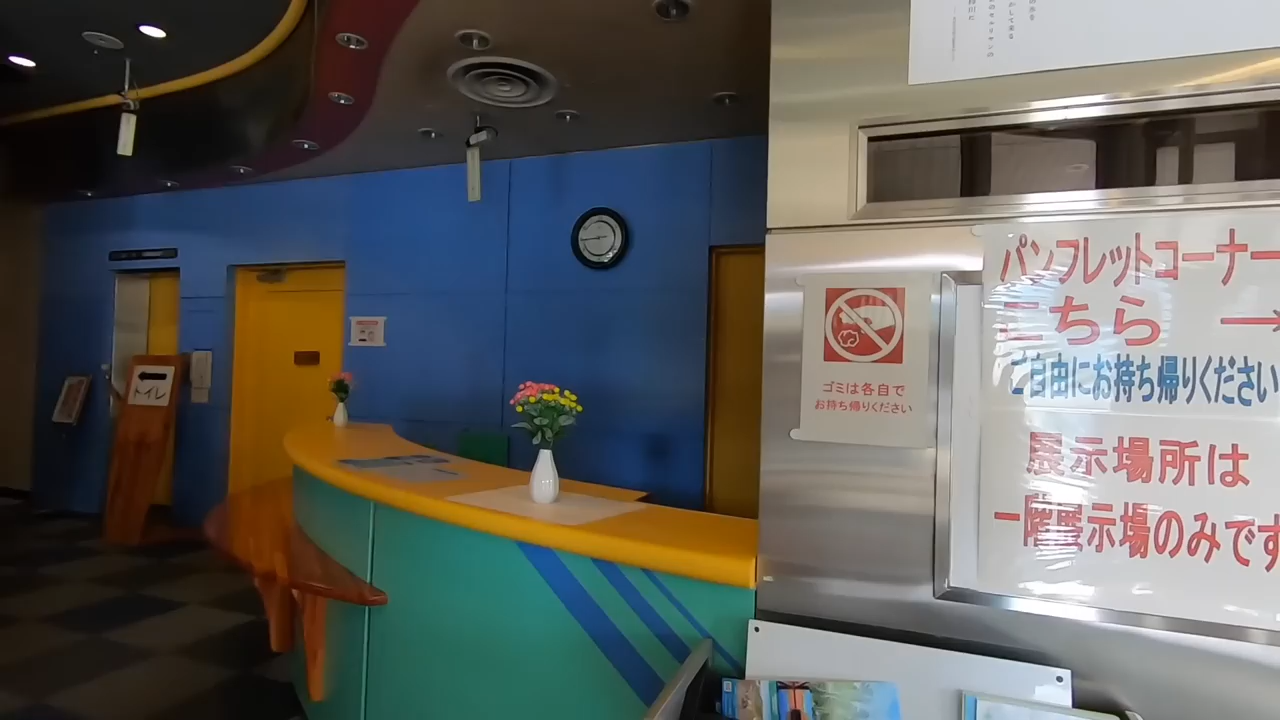 パンフレットコーナー
こちら →
ご自由にお持ち帰りください
展示場所は
一階展示場のみです
ゴミは各自で
お持ち帰りください
トイレ